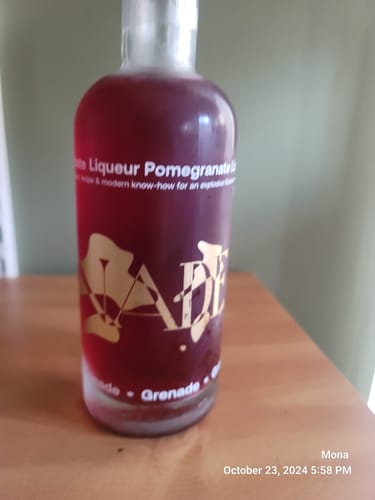 Liqueur Pomegranate
recipe & modern know-how for an explosive
ADE
Grenade
Mona
October 23, 2024 5:58 PM